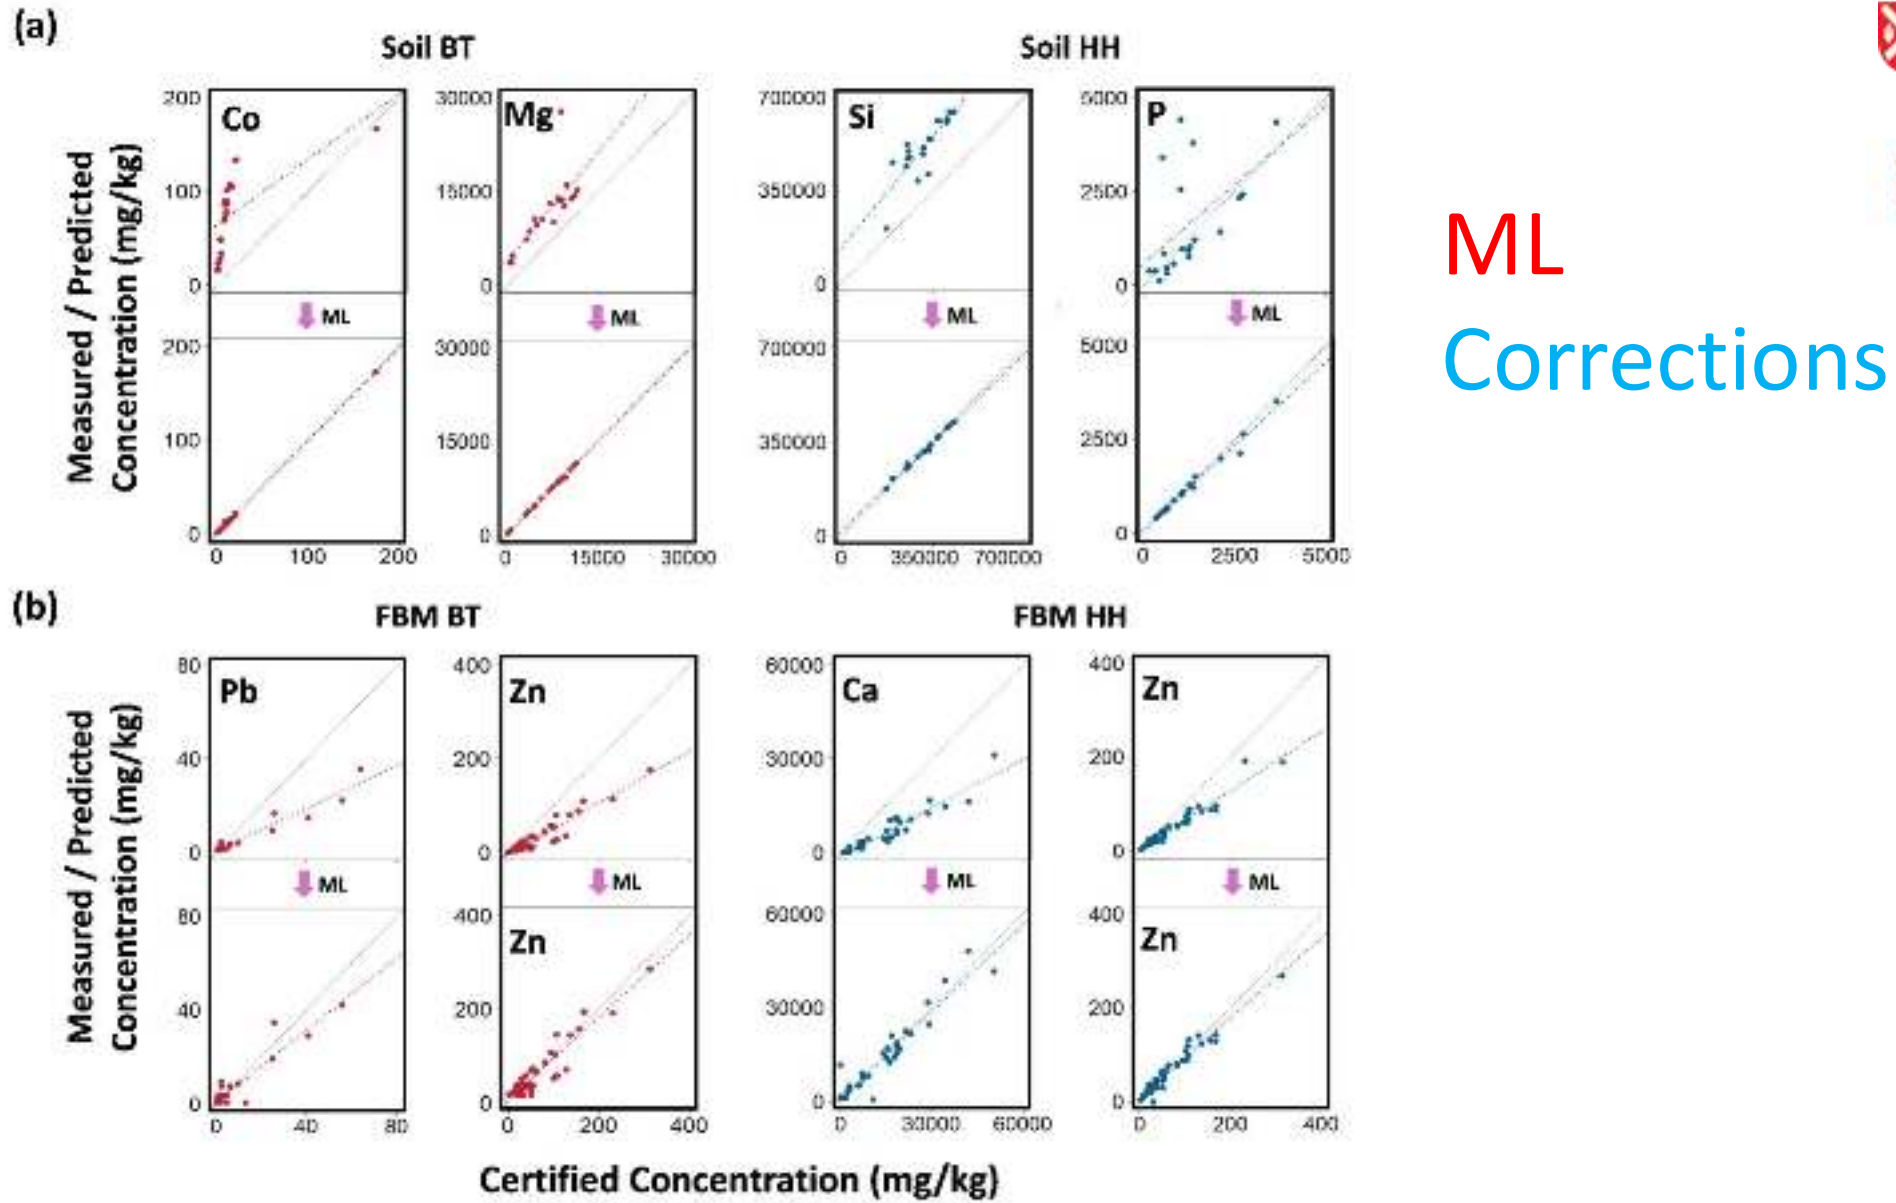 (a)
Soil BT
Soil HH
Measured / Predicted
Concentration (mg/kg)
200
100
0
Co
30000
15000
0
Mg
700000
350000
0
Si
5000
2500
0
P
ML
ML
ML
ML
200
100
0
0 100 200
30000
15000
0
0 15000 30000
700000
350000
0
0 350000 700000
5000
2500
0
0 2500 5000
ML
Corrections
(b)
FBM BT
FBM HH
Measured / Predicted
Concentration (mg/kg)
80
40
0
Pb
400
200
0
Zn
60000
30000
0
Ca
400
200
0
Zn
ML
ML
ML
ML
80
40
0
0 40 80
400
200
0
Zn
0 200 400
60000
30000
0
0 30000 60000
400
200
0
Zn
0 200 400
Certified Concentration (mg/kg)